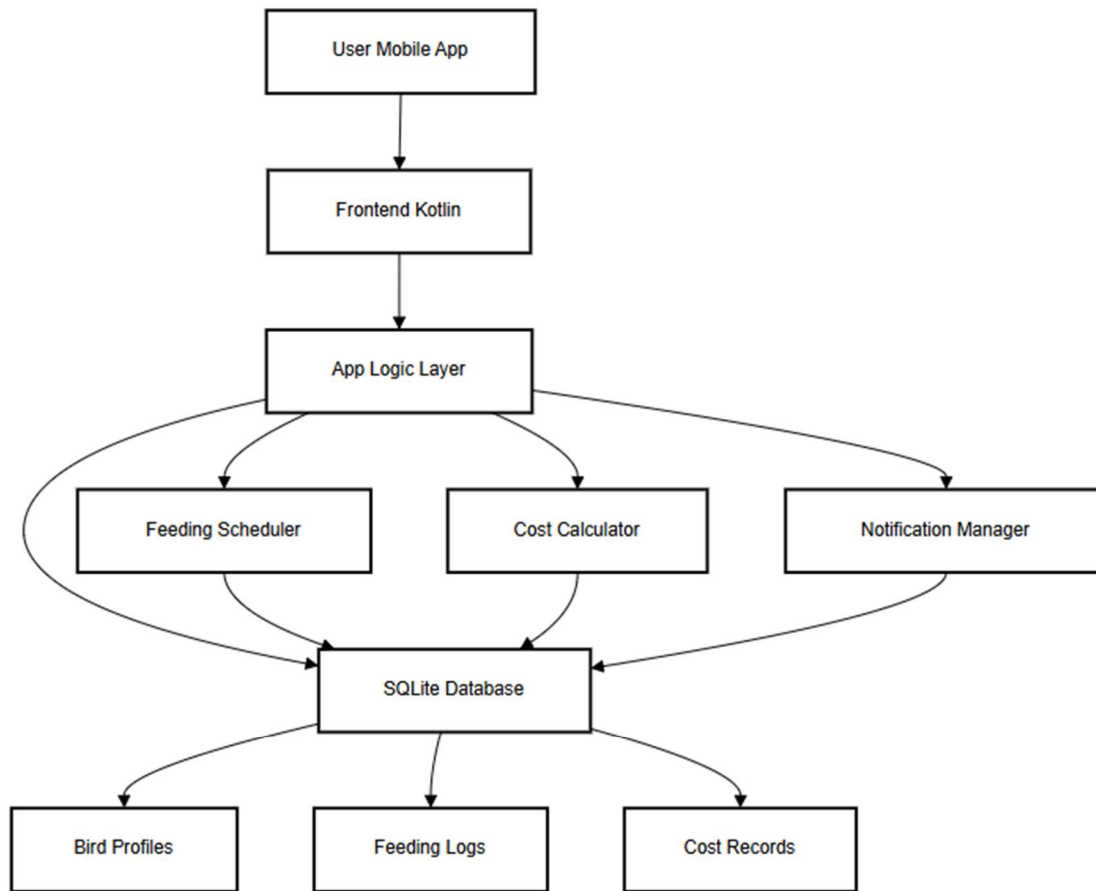 User Mobile App
Frontend Kotlin
App Logic Layer
Feeding Scheduler
Cost Calculator
Notification Manager
SQLite Database
Bird Profiles
Feeding Logs
Cost Records